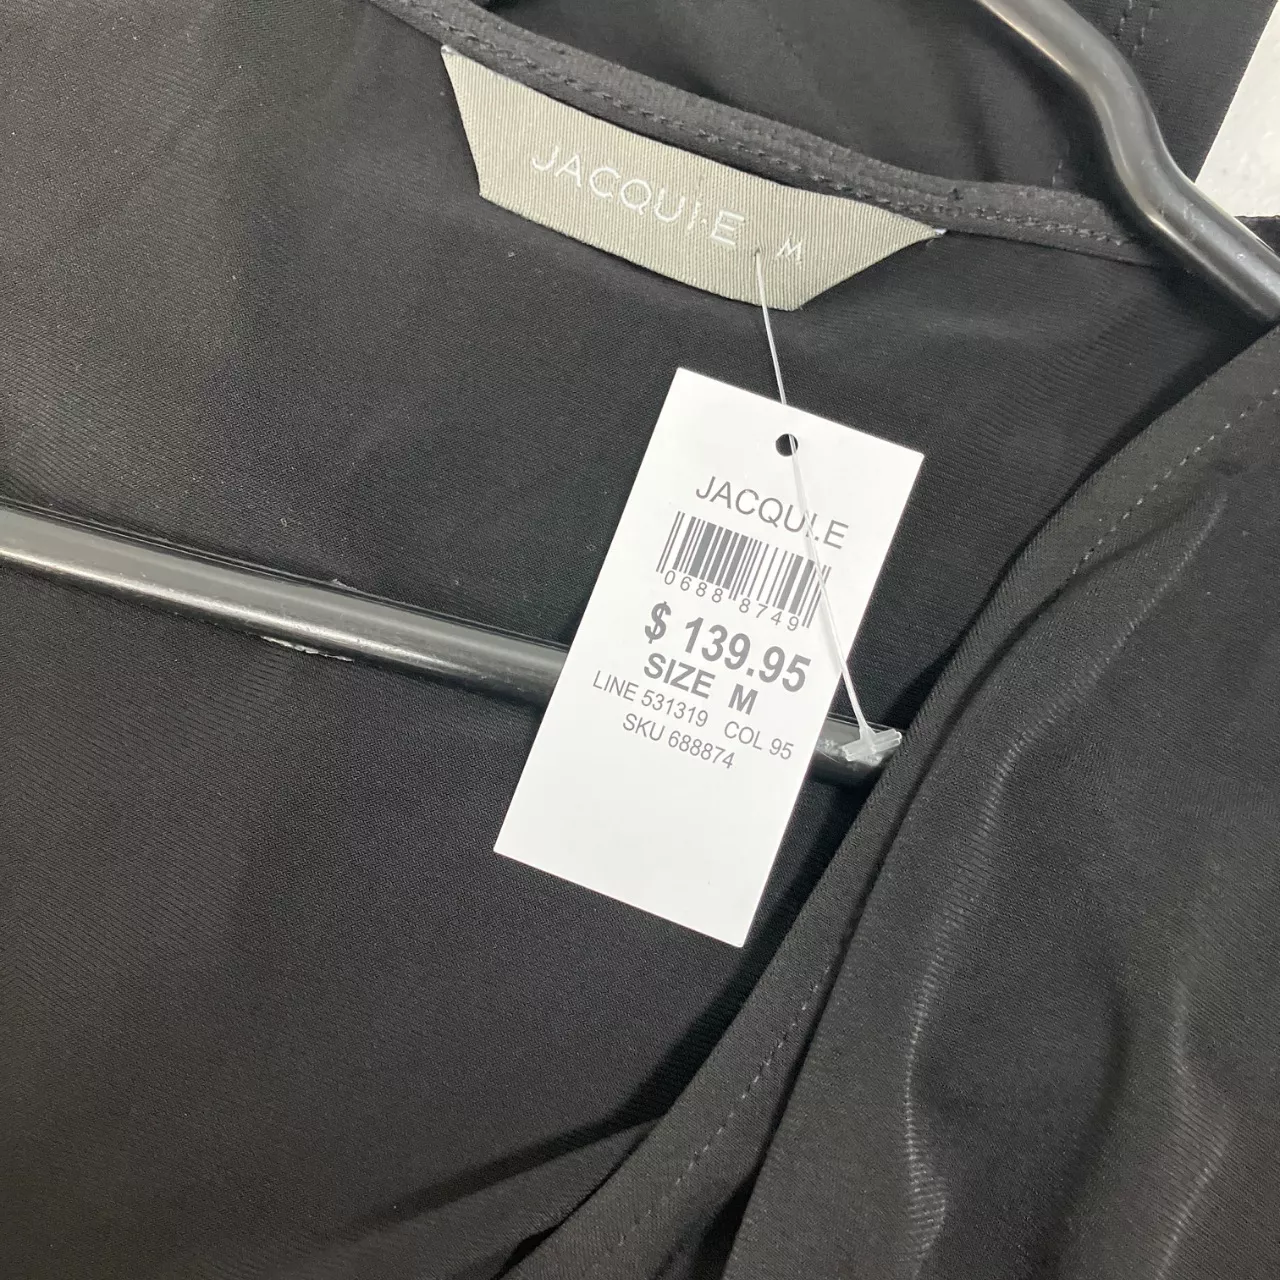 JACQUI·E M
JACQUI.E
0688 8749
$ 139.95
SIZE M
LINE 531319 COL 95
SKU 688874